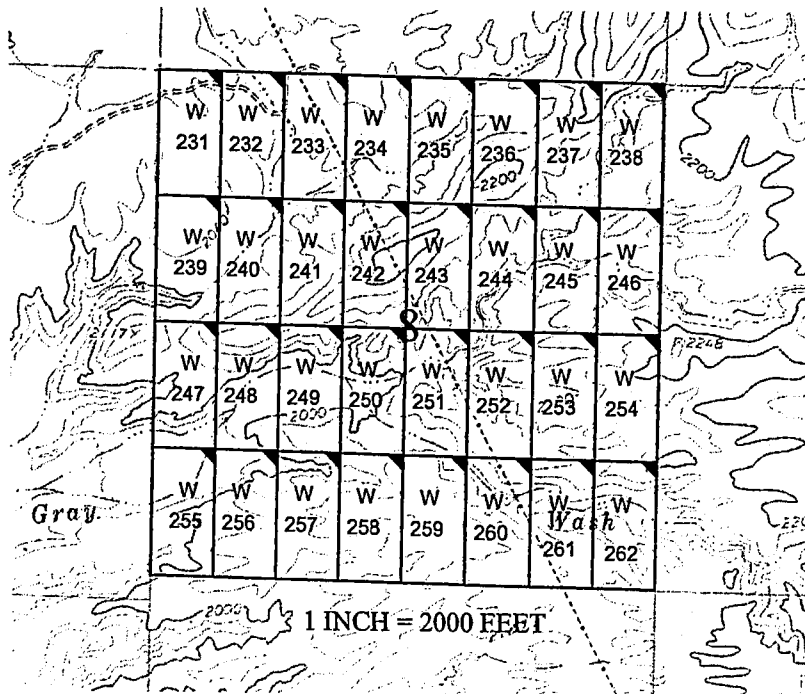 W W W W W W W W
231 232 233 234 235 236 237 238
2200
2200
W W W W W W W W
239 240 241 242 243 244 245 246
8
W W W W W W W W
247 248 249 250 251 252 253 254
2000
W W W W W W W W
255 256 257 258 259 260 261 262
Gray Wash
2000
1 INCH = 2000 FEET